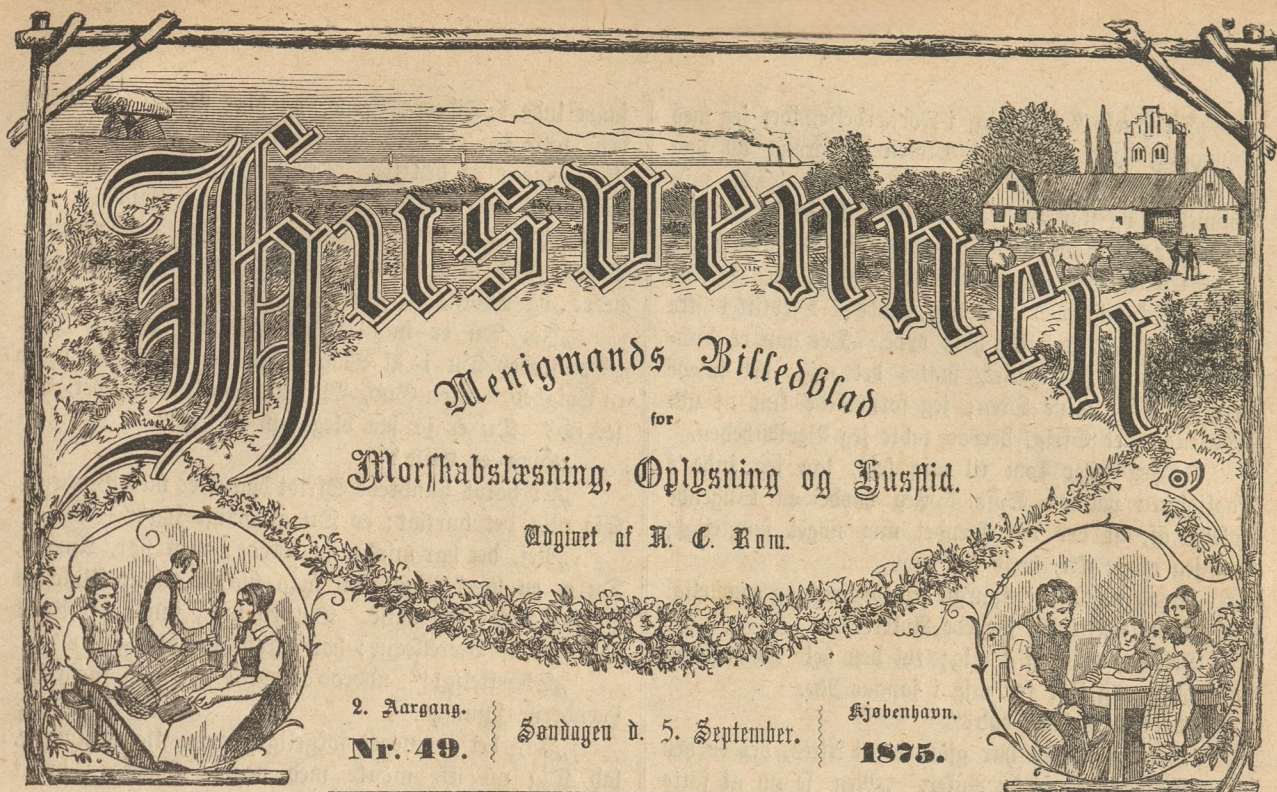 Husvennen
Menigmands Billedblad
for
Morskabslæsning, Oplysning og Husflid.
Udgivet af N. C. Rom.
2. Aargang.
Nr. 49.
Søndagen d. 5. September.
Kjøbenhavn.
1875.